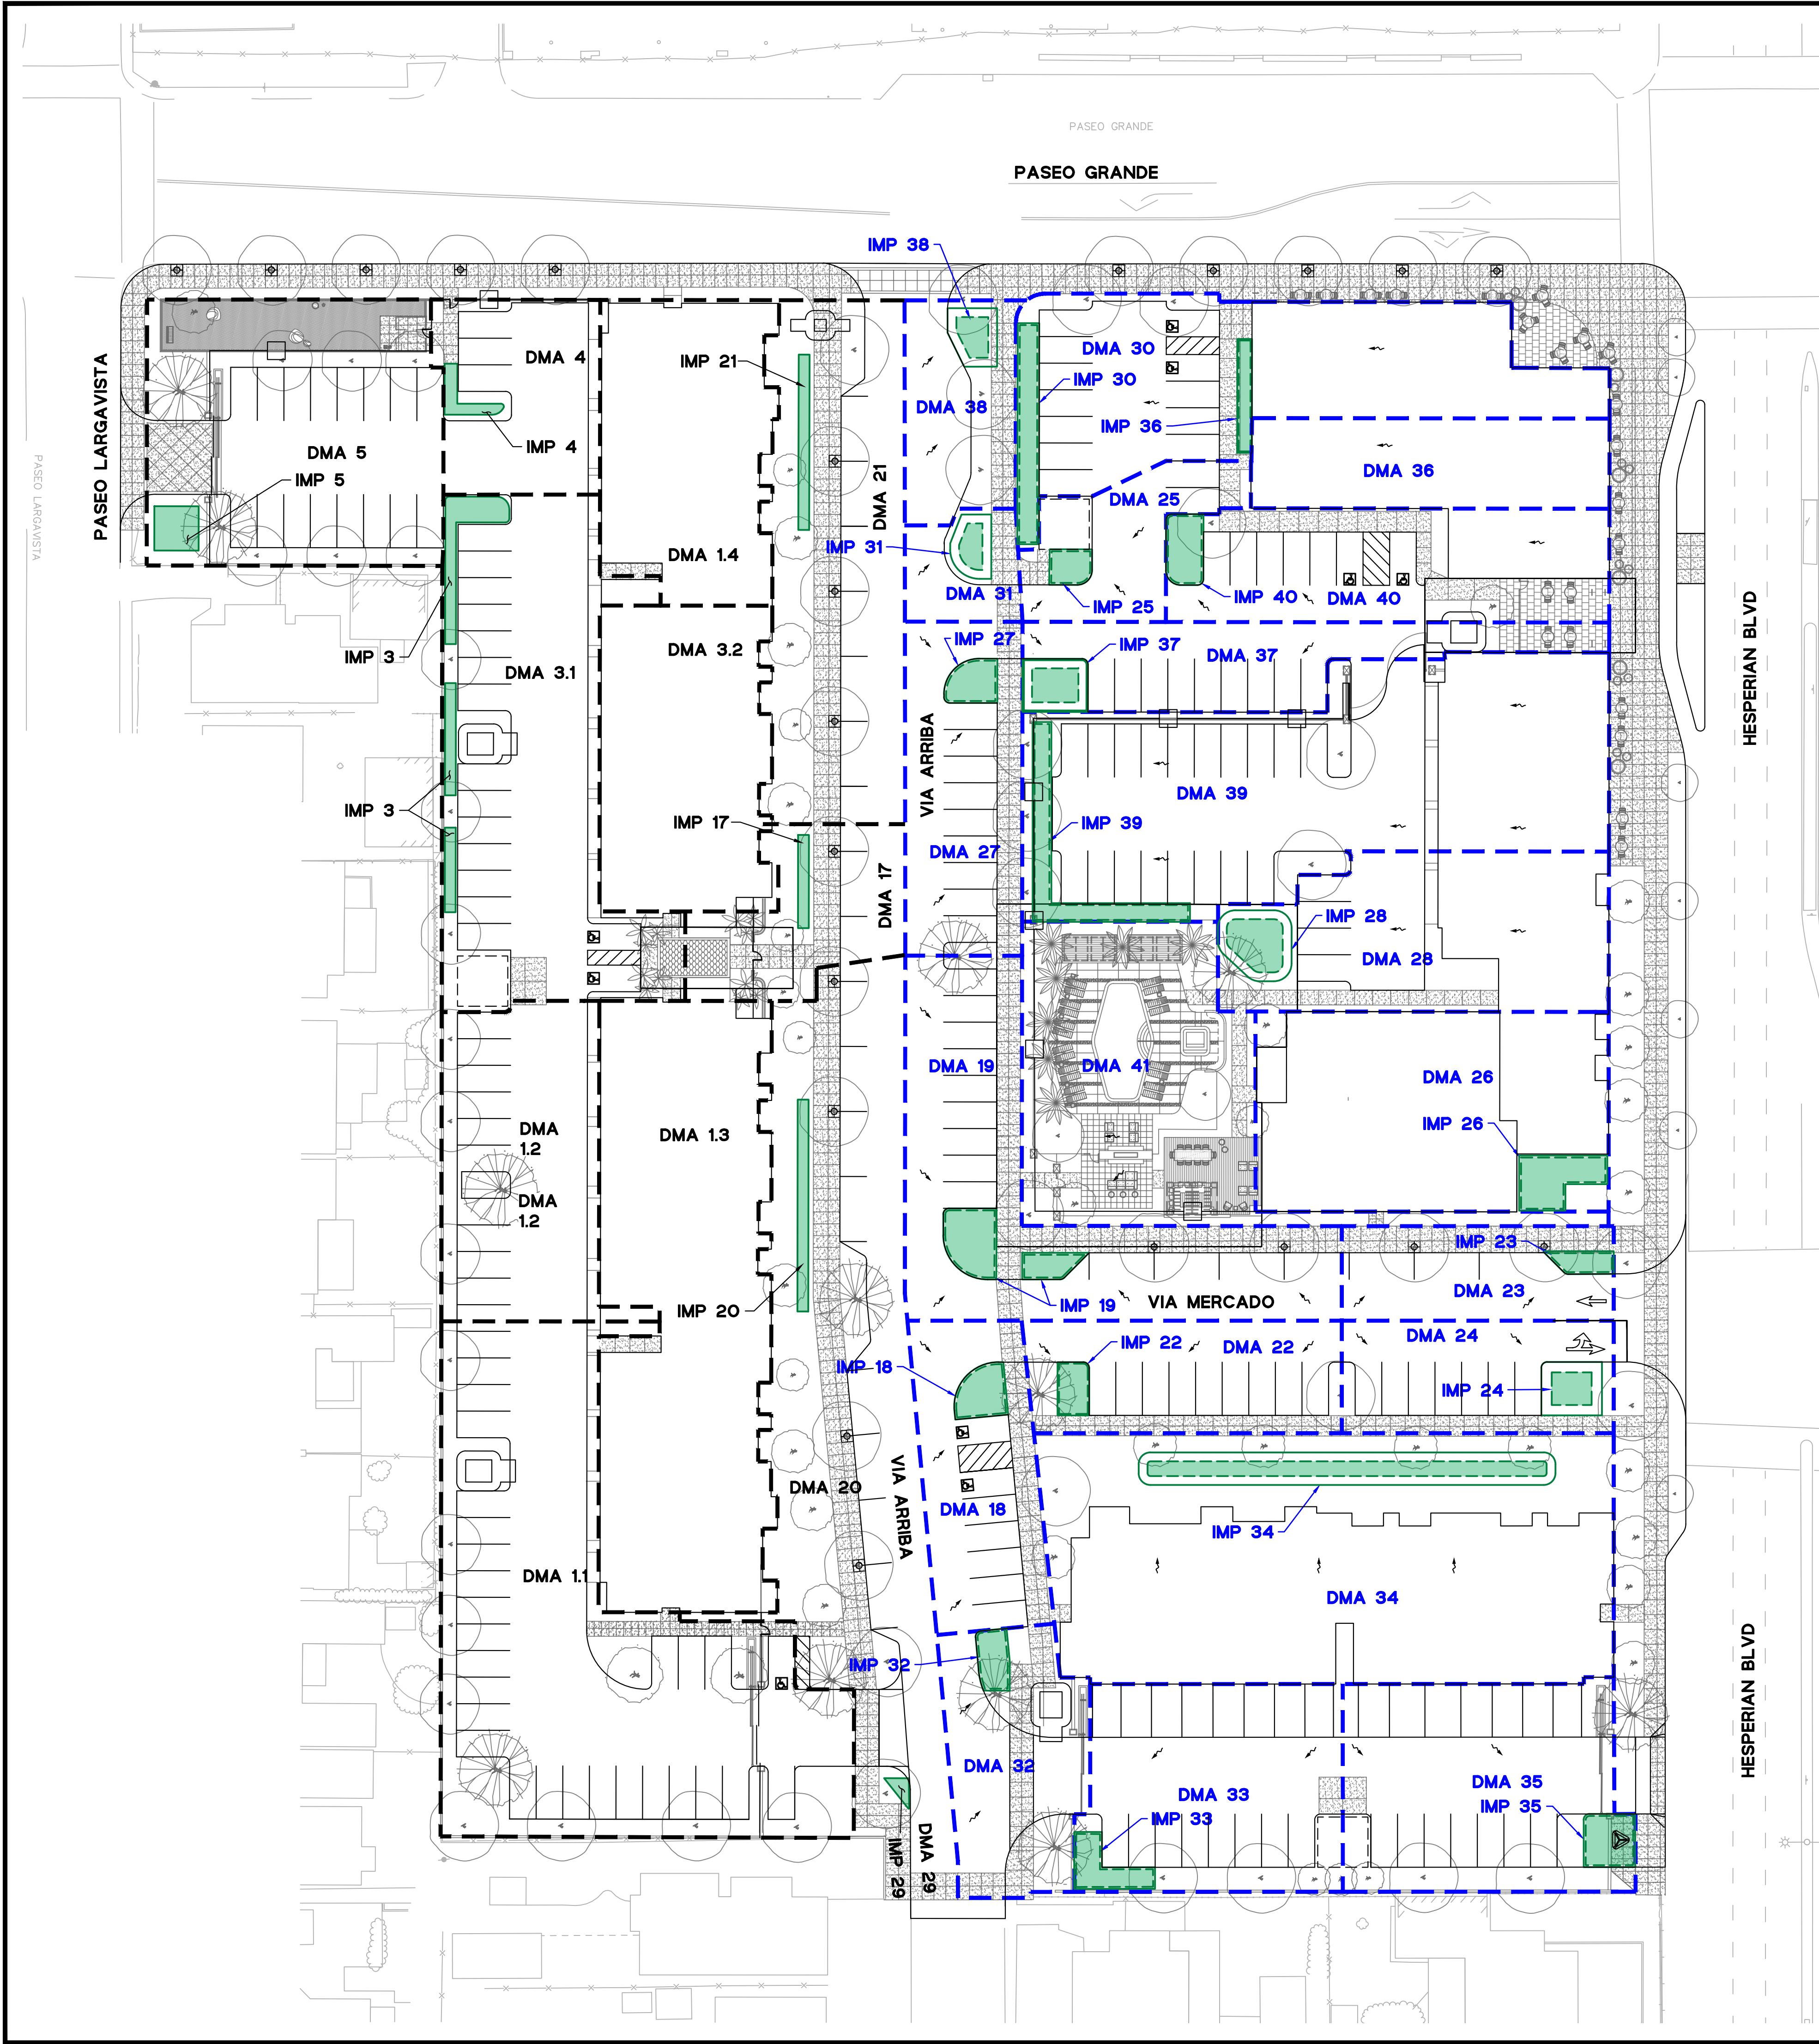 PASEO GRANDE
PASEO GRANDE
IMP 38
PASEO LARGAVISTA
PASEO LARGAVISTA
DMA 4
IMP 21
DMA 30
IMP 30
DMA 38
IMP 36
IMP 4
DMA 5
IMP 5
DMA 36
DMA 21
DMA 25
DMA 1.4
IMP 31
DMA 31
IMP 25
IMP 40
DMA 40
IMP 27
IMP 37
DMA 37
DMA 3.2
IMP 3
DMA 3.1
HESPERIAN BLVD
VIA ARRIBA
DMA 39
IMP 3
IMP 17
IMP 39
DMA 27
DMA 17
IMP 28
DMA 28
DMA 19
DMA 41
DMA 26
IMP 26
DMA
1.2
DMA 1.3
DMA
1.2
IMP 23
DMA 23
IMP 20
IMP 19
VIA MERCADO
IMP 22
DMA 22
DMA 24
IMP 18
IMP 24
DMA 20
VIA ARRIBA
DMA 18
IMP 34
DMA 1.1
DMA 34
IMP 32
HESPERIAN BLVD
DMA 32
DMA 33
DMA 35
IMP 33
IMP 35
IMP 29
DMA 29